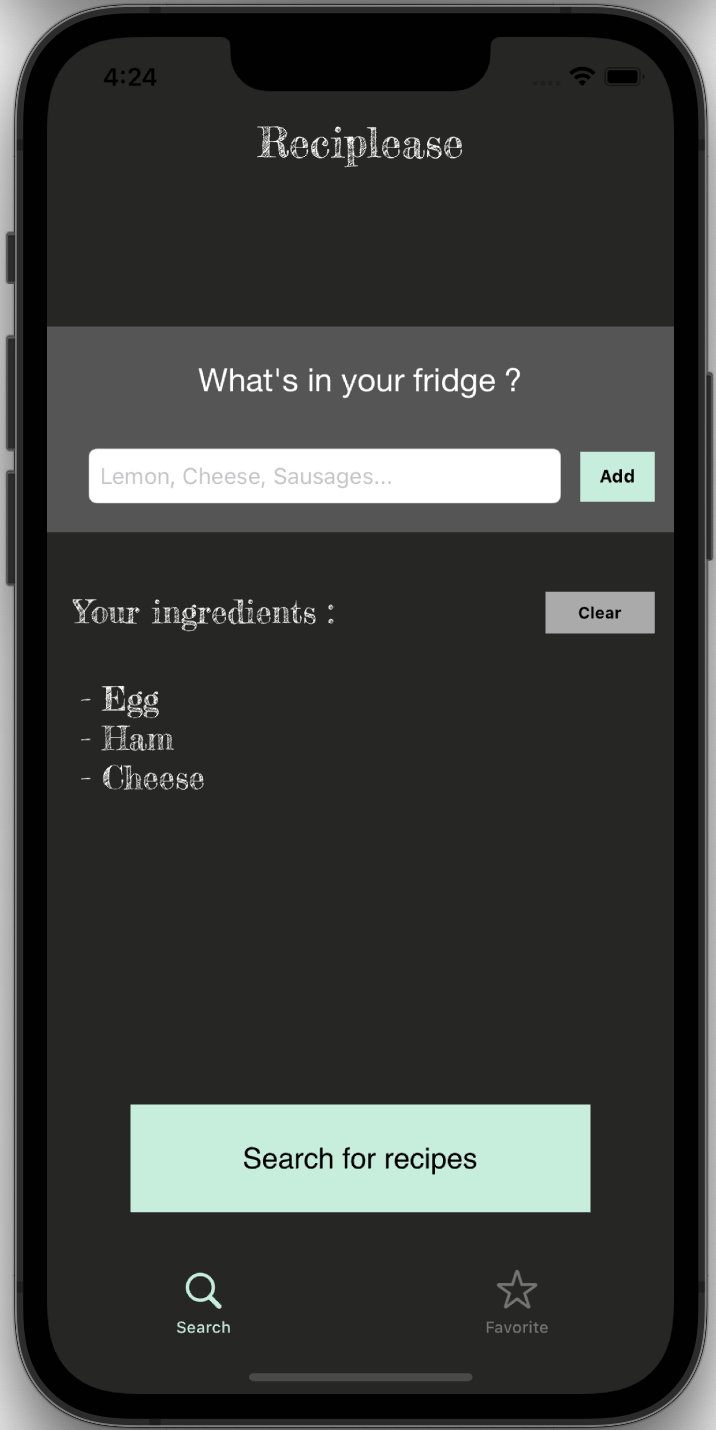 4:24
Reciplease
What's in your fridge ?
Lemon, Cheese, Sausages...
Add
Your ingredients :
Clear
- Egg
- Ham
- Cheese
Search for recipes
Search
Favorite